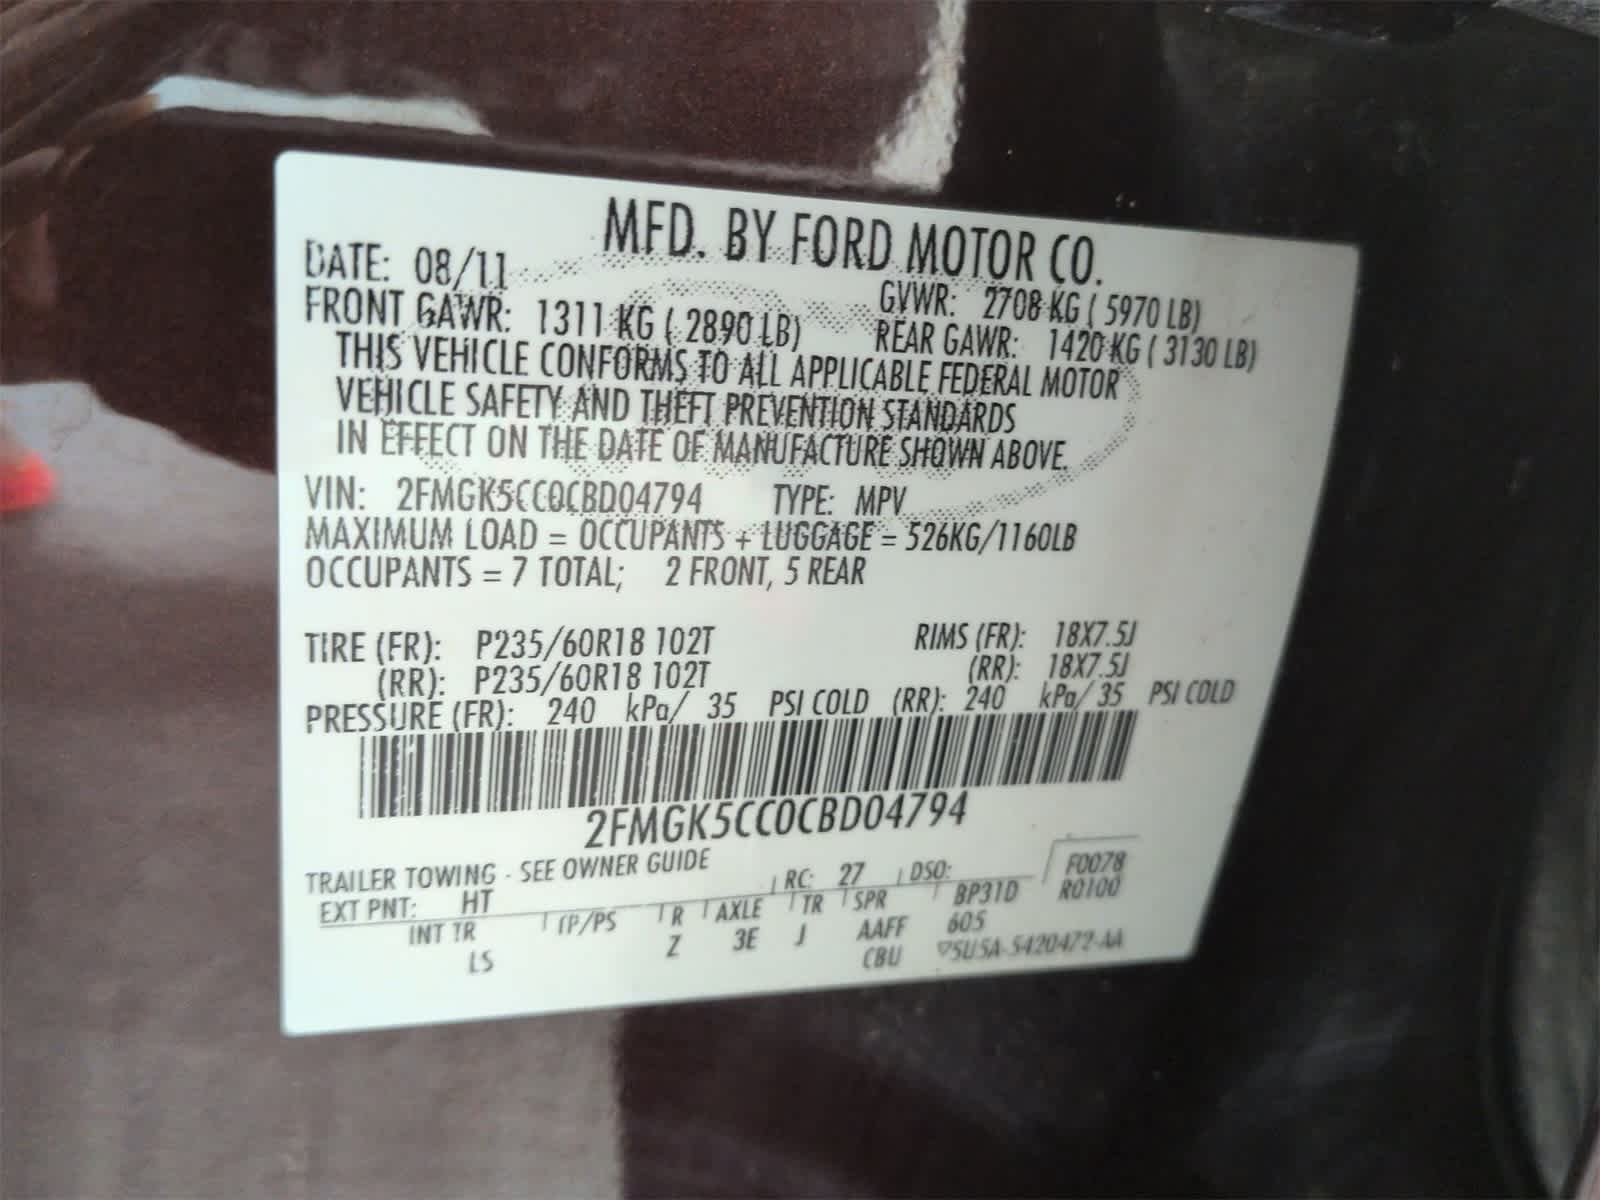 MFD. BY FORD MOTOR CO.
DATE: 08/11 GVWR: 2708 KG ( 5970 LB)
FRONT GAWR: 1311 KG ( 2890 LB) REAR GAWR: 1420 KG ( 3130 LB)
THIS VEHICLE CONFORMS TO ALL APPLICABLE FEDERAL MOTOR
VEHICLE SAFETY AND THEFT PREVENTION STANDARDS
IN EFFECT ON THE DATE OF MANUFACTURE SHOWN ABOVE.
VIN: 2FMGK5CC0CBD04794 TYPE: MPV
MAXIMUM LOAD = OCCUPANTS + LUGGAGE = 526KG/1160LB
OCCUPANTS = 7 TOTAL; 2 FRONT, 5 REAR
TIRE (FR): P235/60R18 102T RIMS (FR): 18X7.5J
(RR): P235/60R18 102T (RR): 18X7.5J
PRESSURE (FR): 240 kPa/ 35 PSI COLD (RR): 240 kPa/ 35 PSI COLD
2FMGK5CC0CBD04794
TRAILER TOWING - SEE OWNER GUIDE
EXT PNT: HT RC: 27 DSO: F0078
R0100
INT TR TP/PS R AXLE TR SPR BP31D
LS Z 3E J AAFF 605
CBU 5U5A-5420472-AA